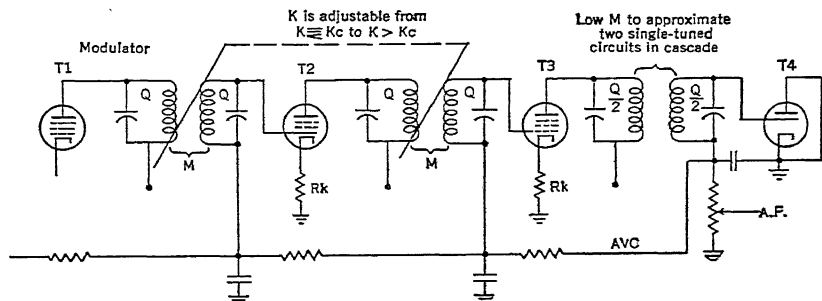 K is adjustable from
K≦Kc to K > Kc
Low M to approximate
two single-tuned
circuits in cascade
Modulator
T1
T2
T3
T4
Q
Q
Q
Q
Q/2
Q/2
M
M
Rk
Rk
A.F.
AVC